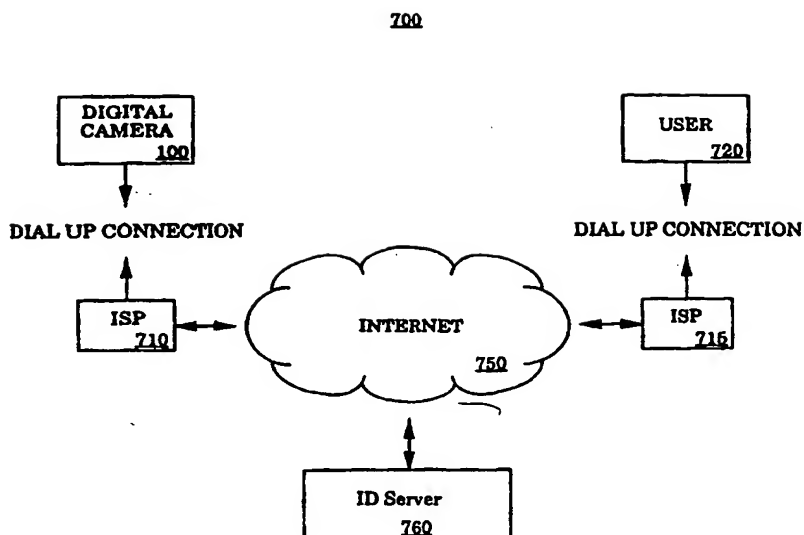 700
DIGITAL
CAMERA
100
USER
720
DIAL UP CONNECTION
DIAL UP CONNECTION
ISP
710
INTERNET
750
ISP
715
ID Server
760